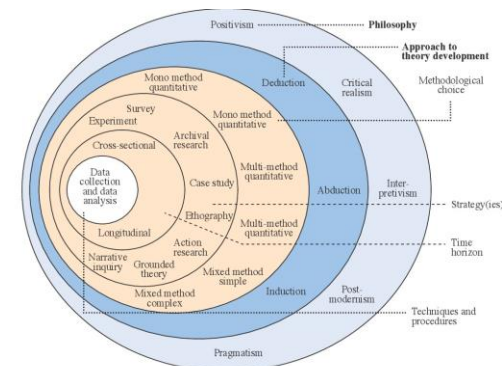 Positivism
Philosophy
Approach to
theory development
Mono method
quantitative
Deduction
Critical
realism
Methodological
choice
Survey
Experiment
Mono method
quantitative
Cross-sectional
Archival
research
Data
collection
and data
analysis
Multi-method
quantitative
Case study
Abduction
Inter-
pretivism
Strategy(ies)
Ethography
Multi-method
quantitative
Longitudinal
Time
horizon
Action
research
Narrative
inquiry
Grounded
theory
Mixed method
simple
Mixed method
complex
Induction
Post-
modernism
Techniques and
procedures
Pragmatism